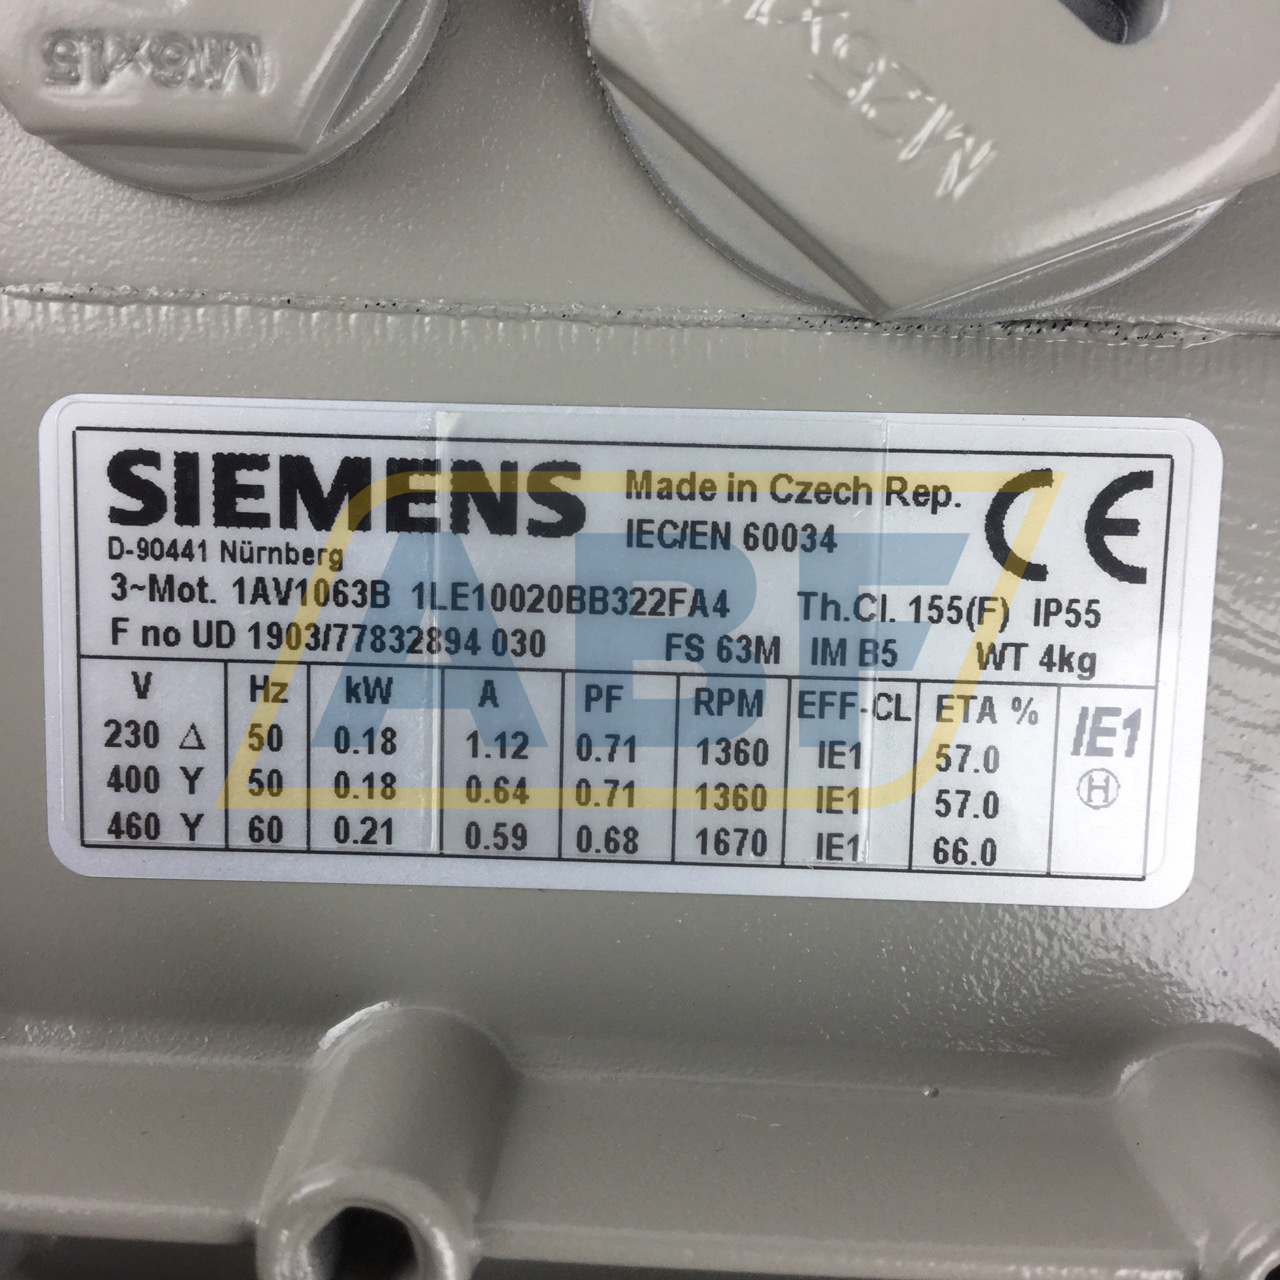 M16x1.5
M25x1
SIEMENS
Made in Czech Rep.
CE
D-90441 Nürnberg
IEC/EN 60034
3~Mot. 1AV1063B 1LE10020BB322FA4 Th.Cl. 155(F) IP55
F no UD 1903/77832894 030 FS 63M IM B5 WT 4kg
V Hz kW A PF RPM EFF-CL ETA % IE1
230 Δ 50 0.18 1.12 0.71 1360 IE1 57.0
400 Y 50 0.18 0.64 0.71 1360 IE1 57.0 H
460 Y 60 0.21 0.59 0.68 1670 IE1 66.0
ABF